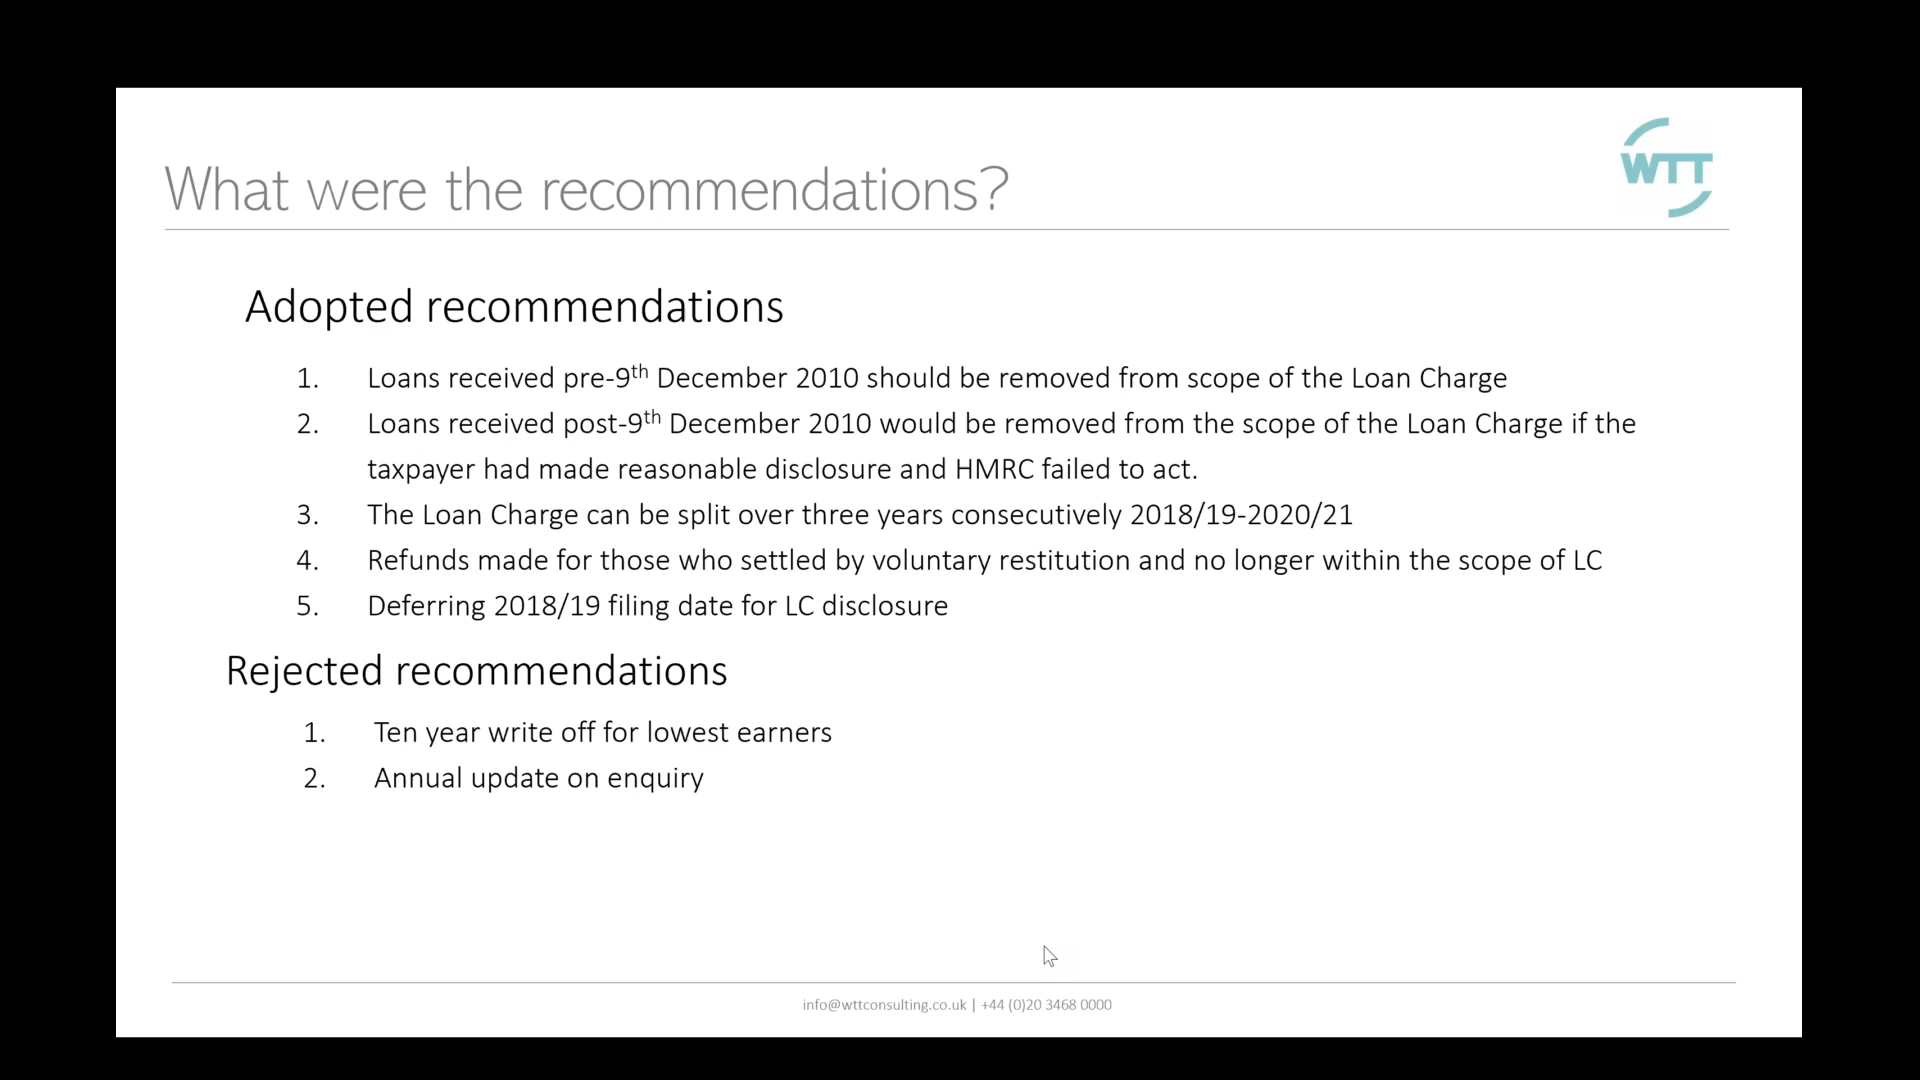 What were the recommendations?
WTT
Adopted recommendations
1. Loans received pre-9th December 2010 should be removed from scope of the Loan Charge
2. Loans received post-9th December 2010 would be removed from the scope of the Loan Charge if the
taxpayer had made reasonable disclosure and HMRC failed to act.
3. The Loan Charge can be split over three years consecutively 2018/19-2020/21
4. Refunds made for those who settled by voluntary restitution and no longer within the scope of LC
5. Deferring 2018/19 filing date for LC disclosure
Rejected recommendations
1. Ten year write off for lowest earners
2. Annual update on enquiry
info@wttconsulting.co.uk | +44 (0)20 3468 0000